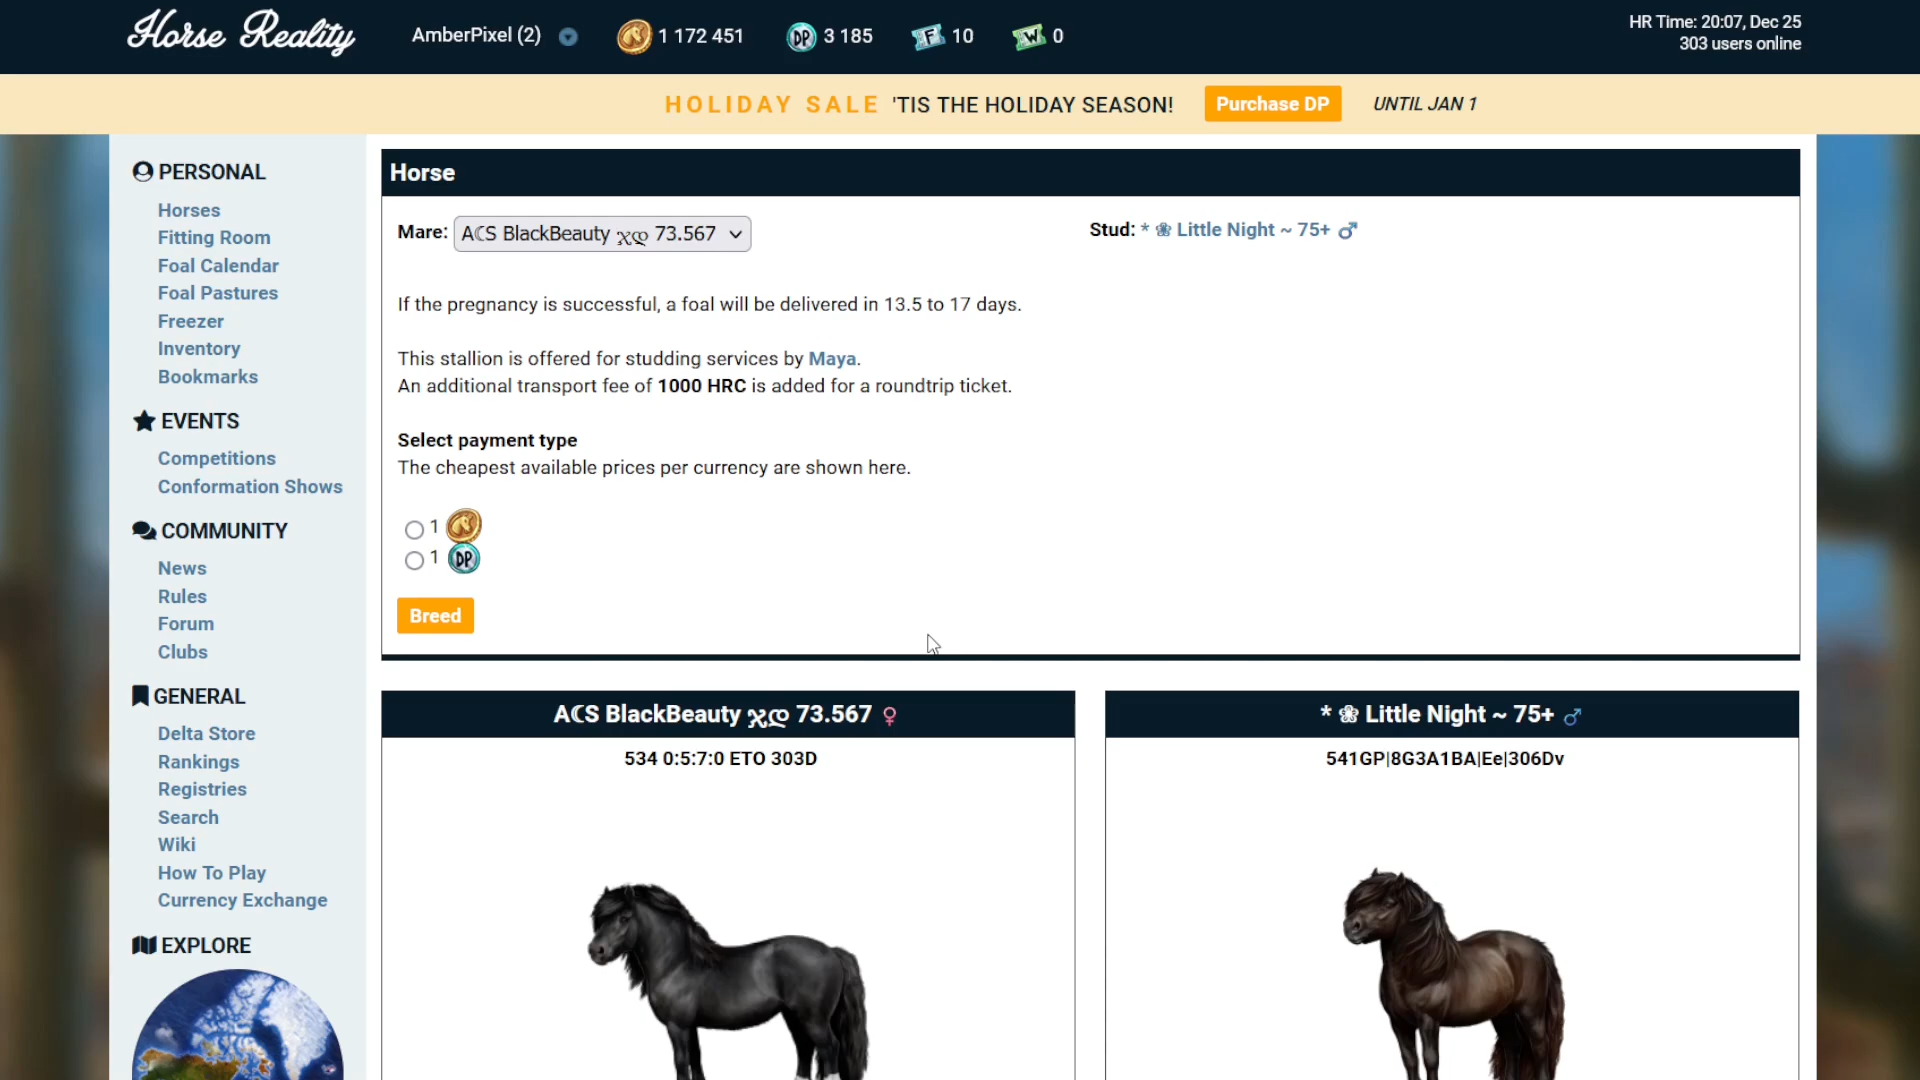 Horse Reality
AmberPixel (2)
1 172 451
3 185
10
0
HR Time: 20:07, Dec 25
303 users online
HOLIDAY SALE 'TIS THE HOLIDAY SEASON! Purchase DP UNTIL JAN 1
PERSONAL
Horses
Fitting Room
Foal Calendar
Foal Pastures
Freezer
Inventory
Bookmarks
EVENTS
Competitions
Conformation Shows
COMMUNITY
News
Rules
Forum
Clubs
GENERAL
Delta Store
Rankings
Registries
Search
Wiki
How To Play
Currency Exchange
EXPLORE
Horse
Mare: A☾S BlackBeauty ჯდ 73.567
Stud: * ❀ Little Night ~ 75+ ♂
If the pregnancy is successful, a foal will be delivered in 13.5 to 17 days.
This stallion is offered for studding services by Maya.
An additional transport fee of 1000 HRC is added for a roundtrip ticket.
Select payment type
The cheapest available prices per currency are shown here.
1
1 DP
Breed
A☾S BlackBeauty ჯდ 73.567 ♀
534 0:5:7:0 ETO 303D
* ❀ Little Night ~ 75+ ♂
541GP|8G3A1BA|Ee|306Dv